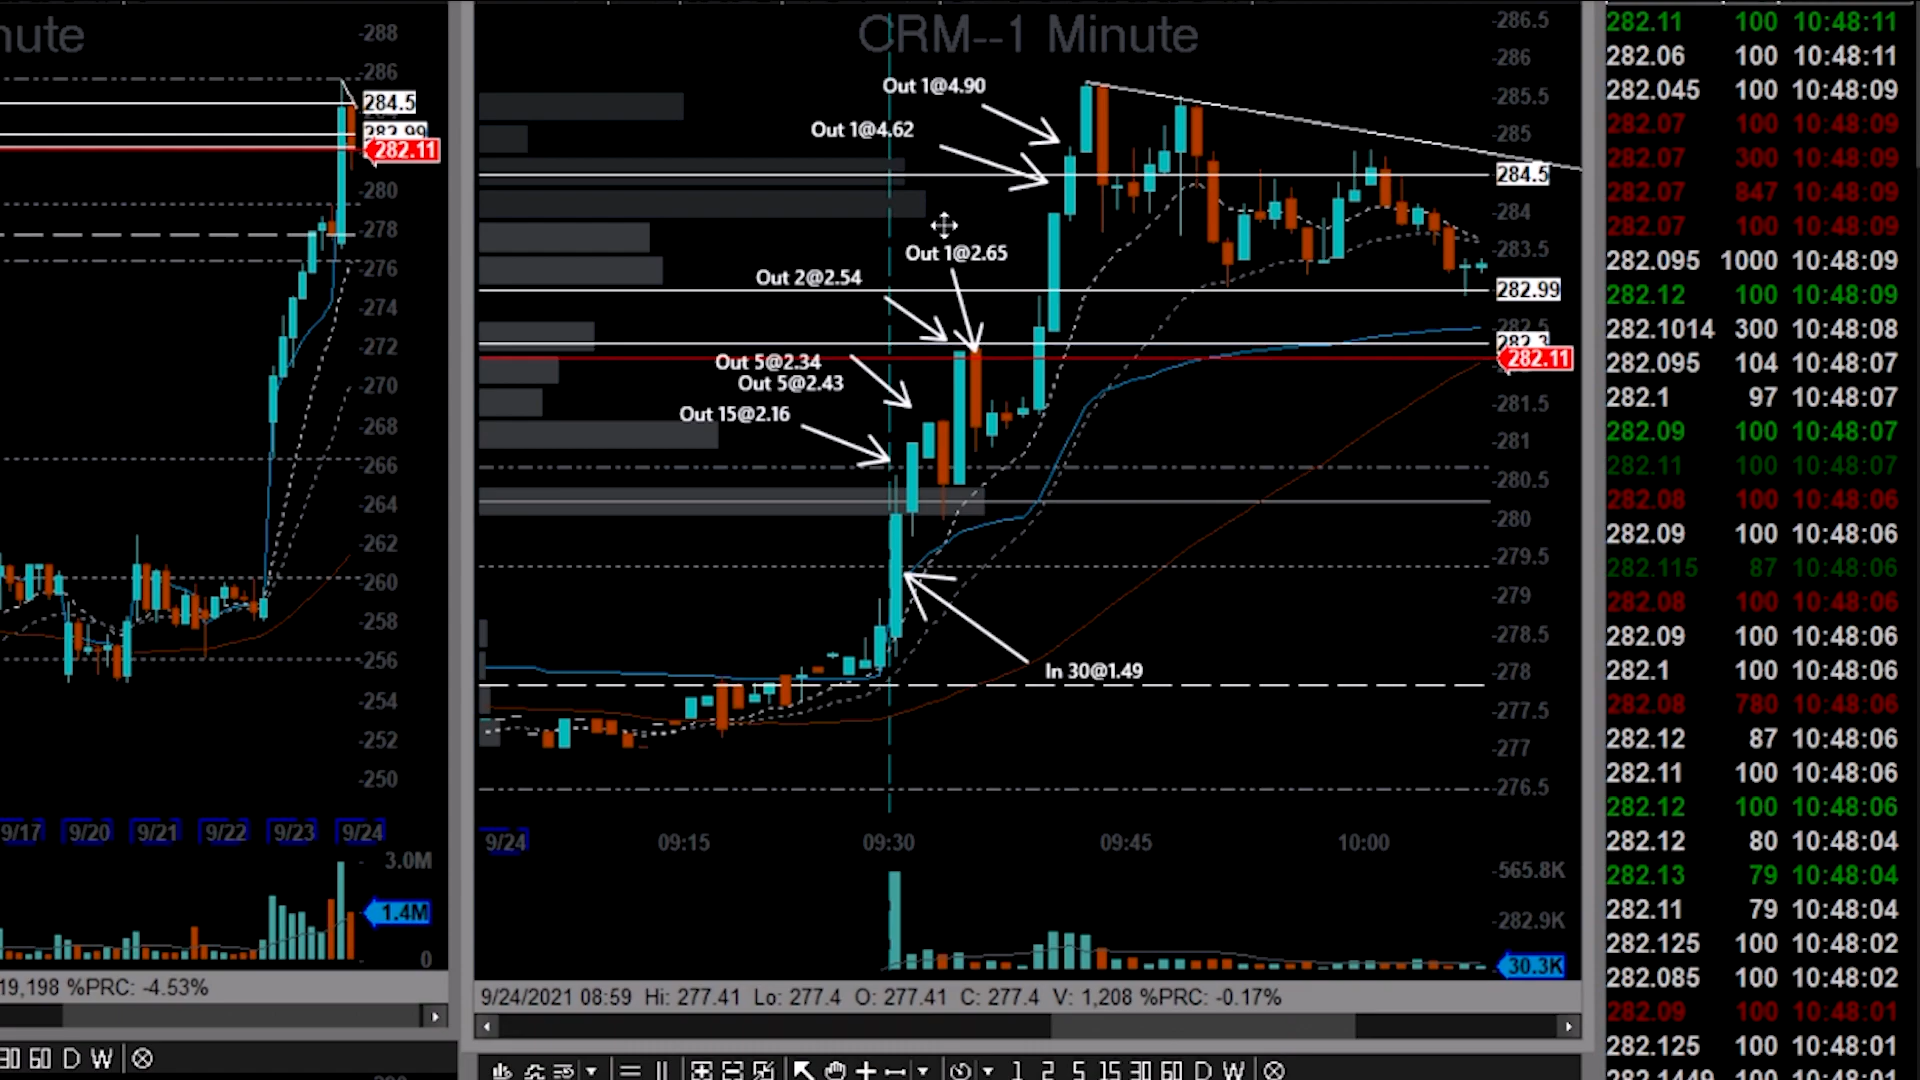 nute
288
286
284.5
282.99
282.11
280
278
276
274
272
270
268
266
264
262
260
258
256
254
252
250
9/17 9/20 9/21 9/22 9/23 9/24
3.0M
1.4M
0
19,198 %PRC: -4.53%
30 60 D W
CRM--1 Minute
Out 1@4.90
Out 1@4.62
Out 1@2.65
Out 2@2.54
Out 5@2.34
Out 5@2.43
Out 15@2.16
In 30@1.49
286.5
286
285.5
285
284.5
284
283.5
282.99
282.5
282.3
282.11
281.5
281
280.5
280
279.5
279
278.5
278
277.5
277
276.5
9/24 09:15 09:30 09:45 10:00
565.8K
282.9K
30.3K
9/24/2021 08:59 Hi: 277.41 Lo: 277.4 O: 277.41 C: 277.4 V: 1,208 %PRC: -0.17%
1 2 5 15 30 60 D W
282.11 100 10:48:11
282.06 100 10:48:11
282.045 100 10:48:09
282.07 100 10:48:09
282.07 300 10:48:09
282.07 847 10:48:09
282.07 100 10:48:09
282.095 1000 10:48:09
282.12 100 10:48:09
282.1014 300 10:48:08
282.095 104 10:48:07
282.1 97 10:48:07
282.09 100 10:48:07
282.11 100 10:48:07
282.08 100 10:48:06
282.09 100 10:48:06
282.115 87 10:48:06
282.08 100 10:48:06
282.09 100 10:48:06
282.1 100 10:48:06
282.08 780 10:48:06
282.12 87 10:48:06
282.11 100 10:48:06
282.12 100 10:48:06
282.12 80 10:48:04
282.13 79 10:48:04
282.11 79 10:48:04
282.125 100 10:48:02
282.085 100 10:48:02
282.09 100 10:48:01
282.125 100 10:48:01
282.1449 100 10:48:01